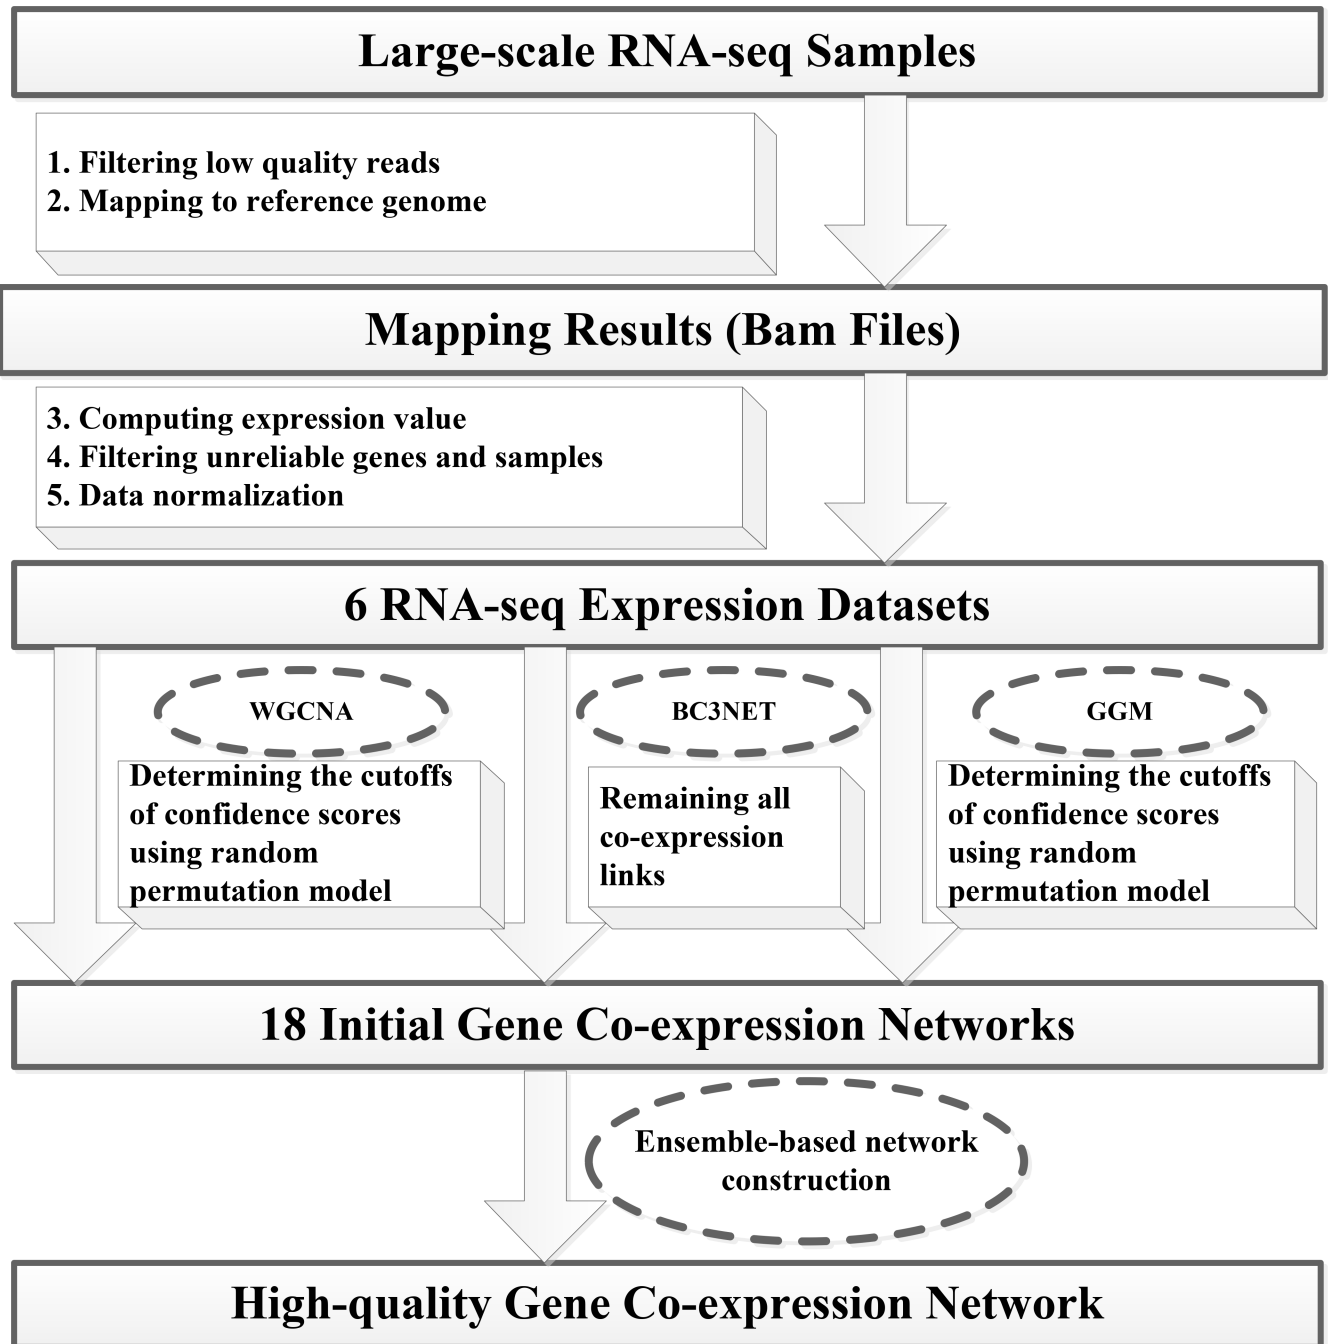 Large-scale RNA-seq Samples
1. Filtering low quality reads
2. Mapping to reference genome
Mapping Results (Bam Files)
3. Computing expression value
4. Filtering unreliable genes and samples
5. Data normalization
6 RNA-seq Expression Datasets
WGCNA
Determining the cutoffs
of confidence scores
using random
permutation model
BC3NET
Remaining all
co-expression
links
GGM
Determining the cutoffs
of confidence scores
using random
permutation model
18 Initial Gene Co-expression Networks
Ensemble-based network
construction
High-quality Gene Co-expression Network